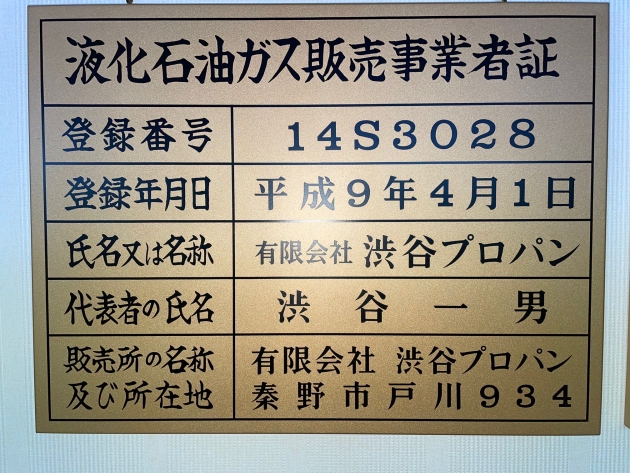 液化石油ガス販売事業者証
登録番号 14S3028
登録年月日 平成9年4月1日
氏名又は名称 有限会社 渋谷プロパン
代表者の氏名 渋谷一男
販売所の名称 有限会社 渋谷プロパン
及び所在地 秦野市戸川934